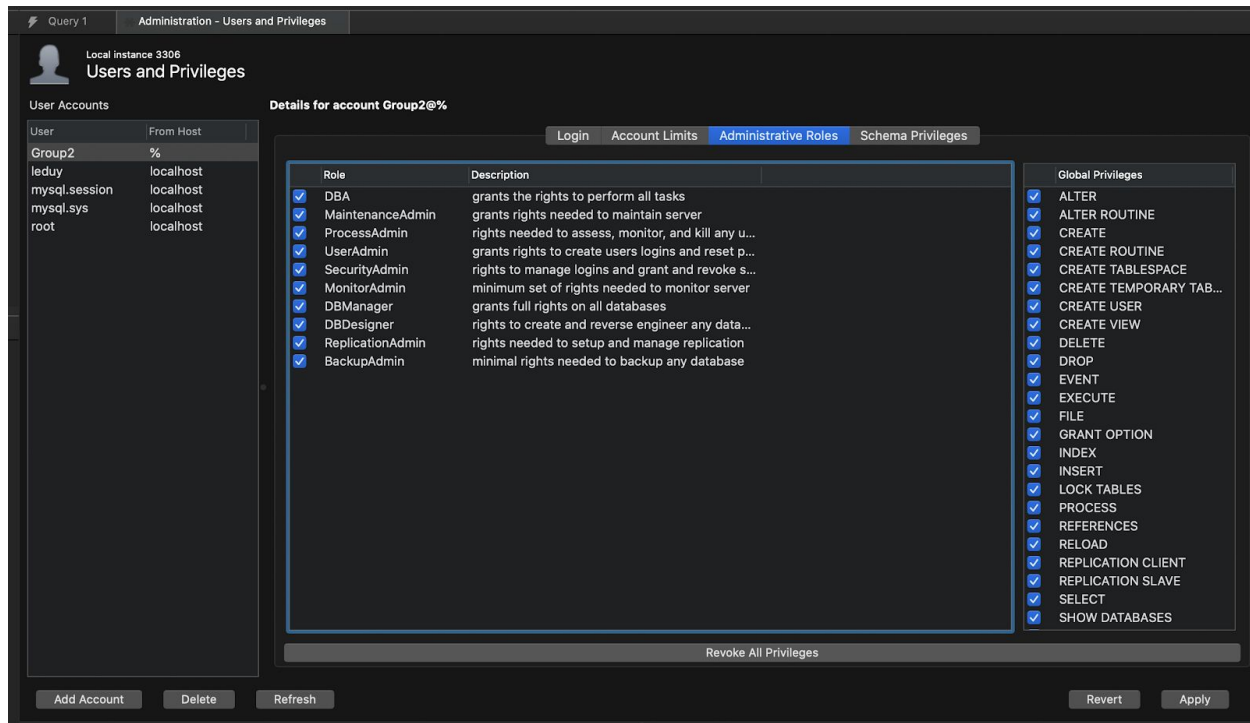 Query 1
Administration - Users and Privileges
Local instance 3306
Users and Privileges
User Accounts
Details for account Group2@%
User From Host
Group2 %
leduy localhost
mysql.session localhost
mysql.sys localhost
root localhost
Login Account Limits Administrative Roles Schema Privileges
Role Description
DBA grants the rights to perform all tasks
MaintenanceAdmin grants rights needed to maintain server
ProcessAdmin rights needed to assess, monitor, and kill any u...
UserAdmin grants rights to create users logins and reset p...
SecurityAdmin rights to manage logins and grant and revoke s...
MonitorAdmin minimum set of rights needed to monitor server
DBManager grants full rights on all databases
DBDesigner rights to create and reverse engineer any data...
ReplicationAdmin rights needed to setup and manage replication
BackupAdmin minimal rights needed to backup any database
Global Privileges
ALTER
ALTER ROUTINE
CREATE
CREATE ROUTINE
CREATE TABLESPACE
CREATE TEMPORARY TAB...
CREATE USER
CREATE VIEW
DELETE
DROP
EVENT
EXECUTE
FILE
GRANT OPTION
INDEX
INSERT
LOCK TABLES
PROCESS
REFERENCES
RELOAD
REPLICATION CLIENT
REPLICATION SLAVE
SELECT
SHOW DATABASES
Revoke All Privileges
Add Account Delete Refresh Revert Apply